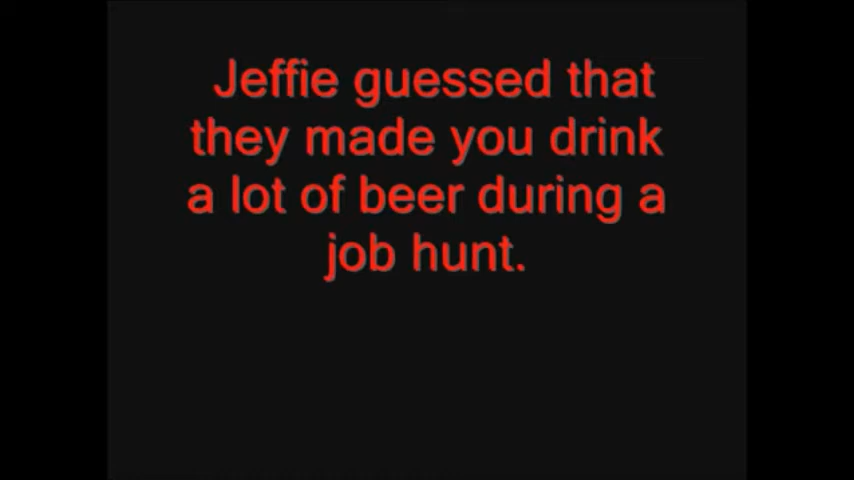 Jeffie guessed that
they made you drink
a lot of beer during a
job hunt.